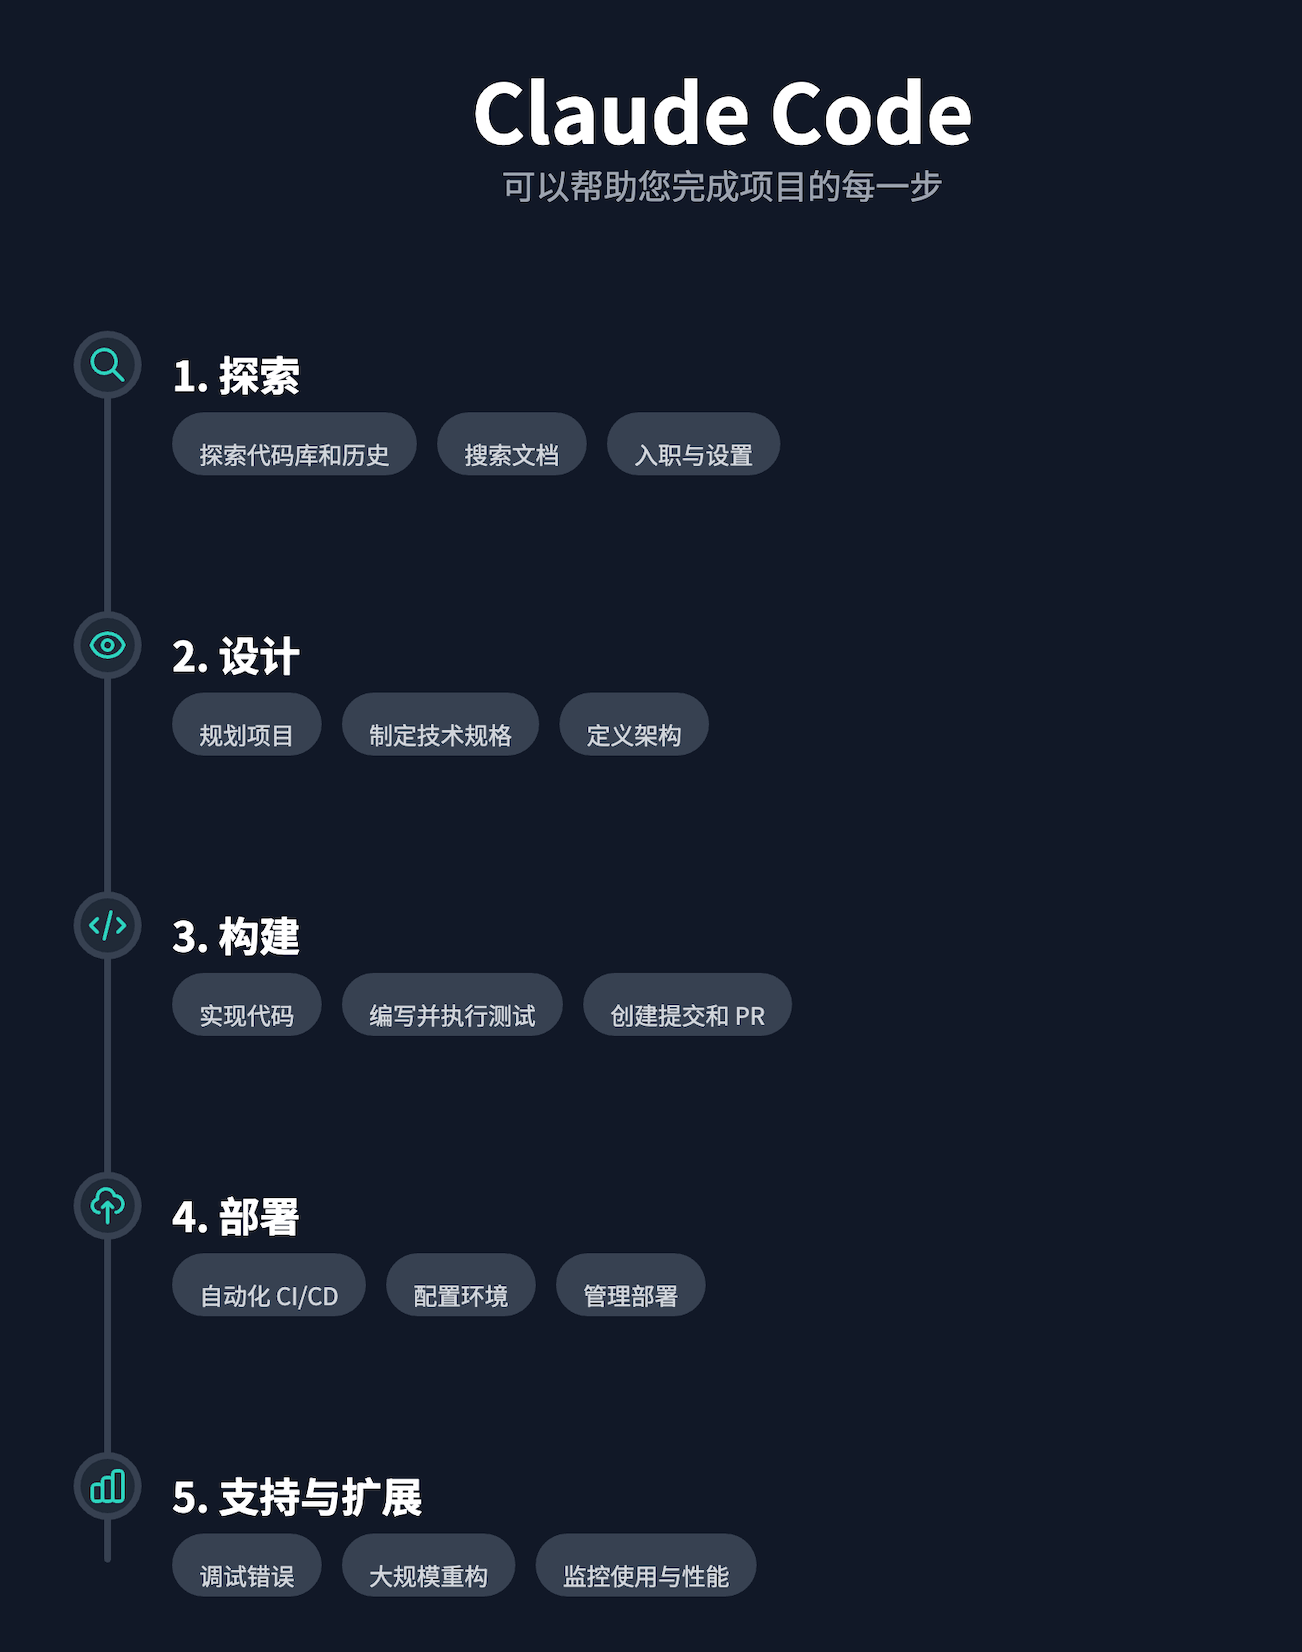 Claude Code
可以帮助您完成项目的每一步
1. 探索
探索代码库和历史 搜索文档 入职与设置
2. 设计
规划项目 制定技术规格 定义架构
3. 构建
实现代码 编写并执行测试 创建提交和 PR
4. 部署
自动化 CI/CD 配置环境 管理部署
5. 支持与扩展
调试错误 大规模重构 监控使用与性能